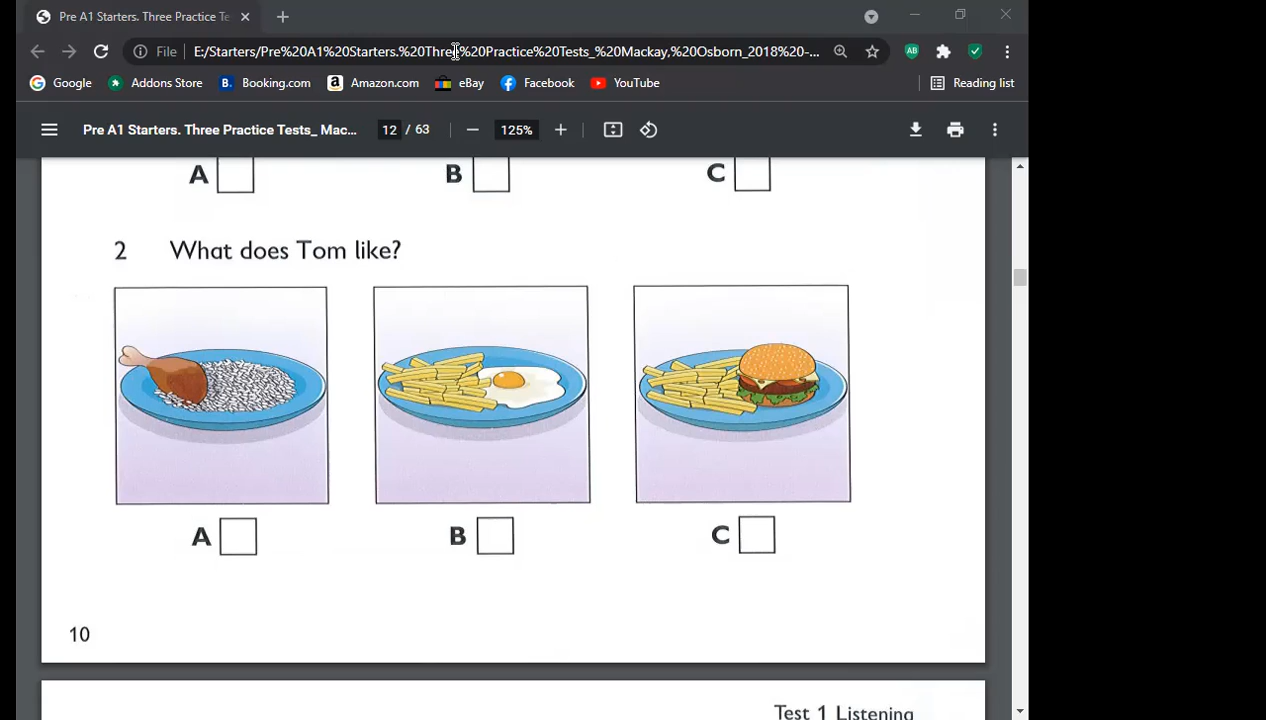 Pre A1 Starters. Three Practice Te
File E:/Starters/Pre%20A1%20Starters.%20Three%20Practice%20Tests_%20Mackay,%20Osborn_2018%20-...
Google Addons Store Booking.com Amazon.com eBay Facebook YouTube Reading list
Pre A1 Starters. Three Practice Tests_ Mac... 12 / 63 125%
A B C
2 What does Tom like?
A B C
10
Test 1 Listening